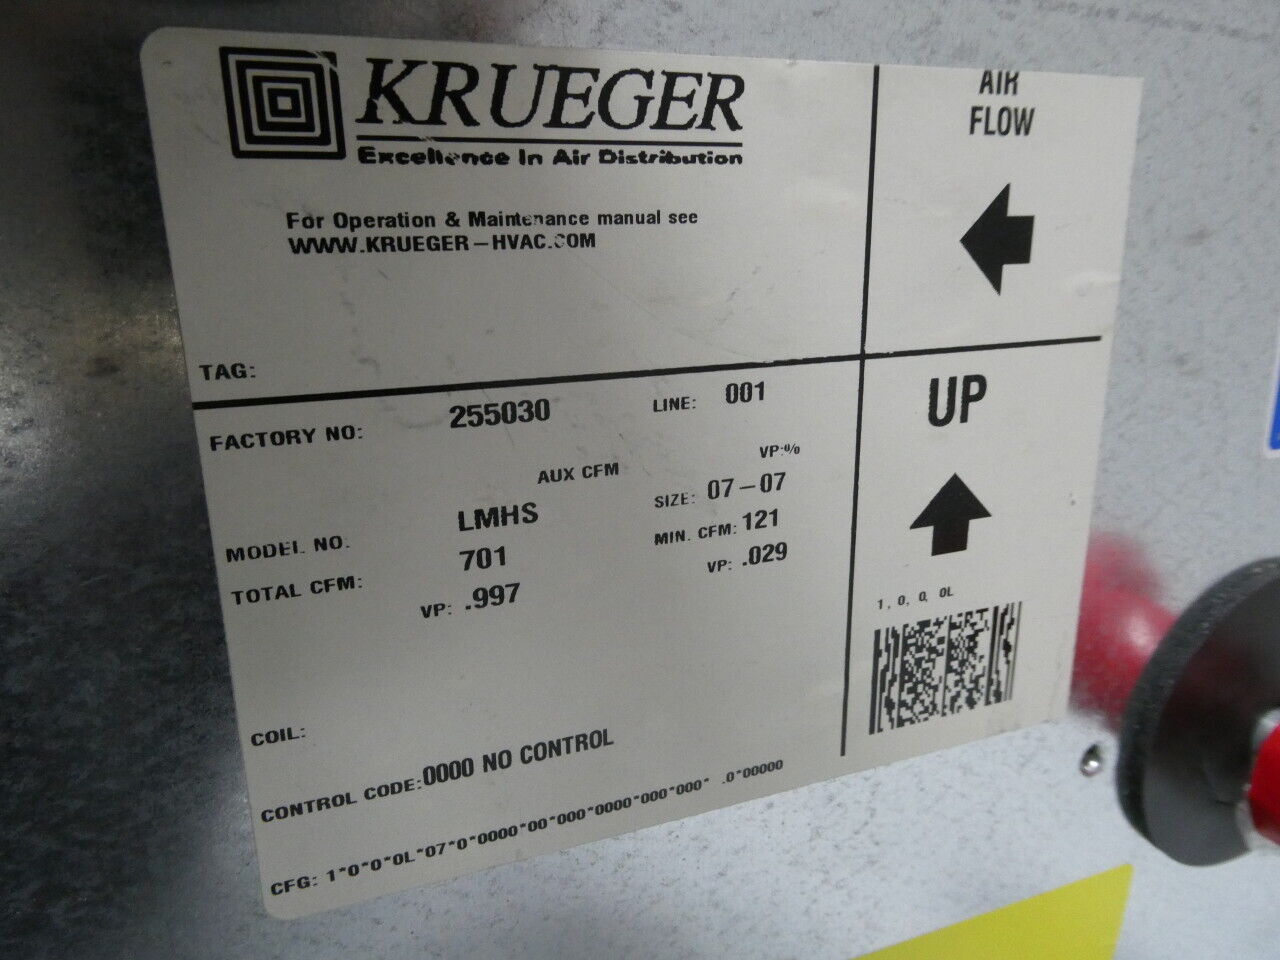 KRUEGER
Excellence In Air Distribution
For Operation & Maintenance manual see
WWW.KRUEGER-HVAC.COM
TAG:
AIR
FLOW
FACTORY NO: 255030 LINE: 001
AUX CFM VP:%
MODEL NO. LMHS SIZE: 07-07
TOTAL CFM: 701 MIN. CFM: 121
VP: .997 VP: .029
COIL:
CONTROL CODE:0000 NO CONTROL
CFG: 1*0*0*0L*07*0*0000*00*000*0000*000*000* .0*00000
UP
1, 0, 0, 0L